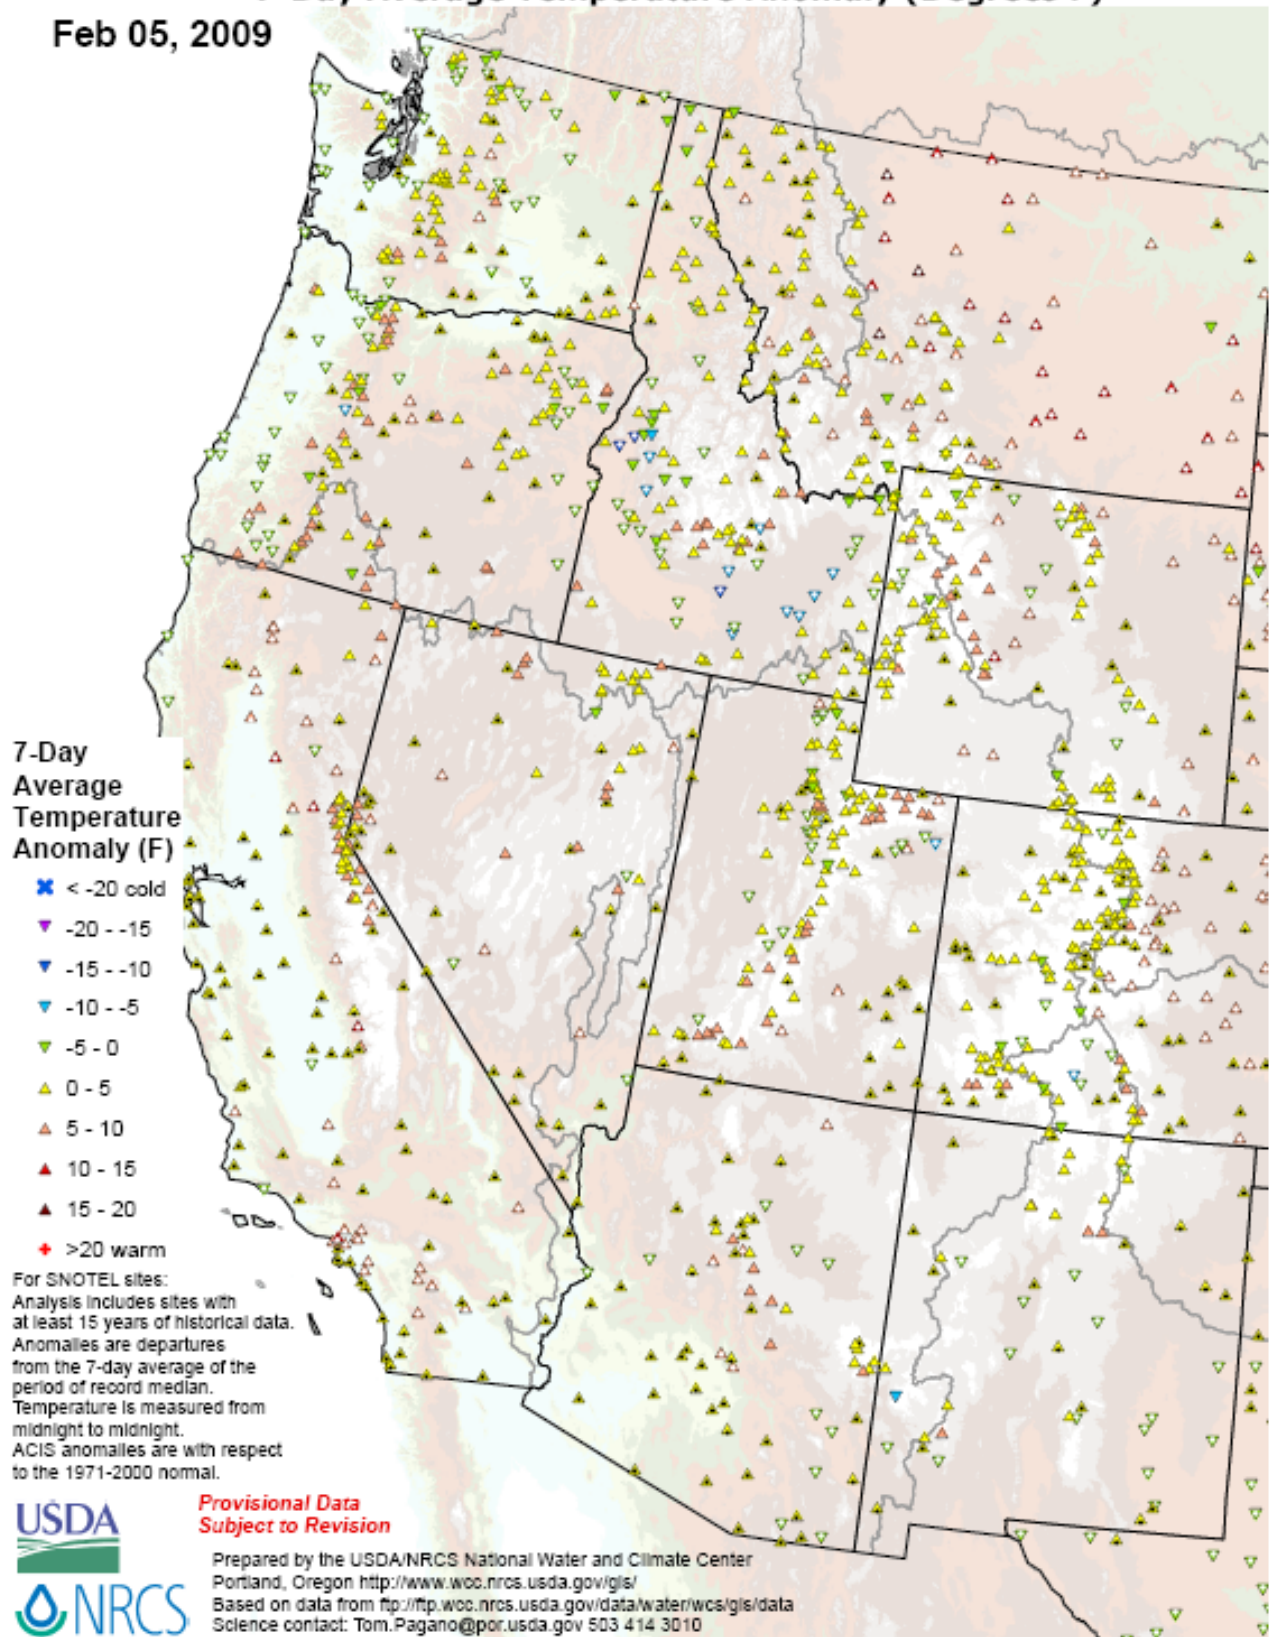 7-Day Average Temperature Anomaly (Degrees F)
Feb 05, 2009
7-Day
Average
Temperature
Anomaly (F)
< -20 cold
-20 - -15
-15 - -10
-10 - -5
-5 - 0
0 - 5
5 - 10
10 - 15
15 - 20
>20 warm
For SNOTEL sites:
Analysis includes sites with
at least 15 years of historical data.
Anomalies are departures
from the 7-day average of the
period of record median.
Temperature is measured from
midnight to midnight.
ACIS anomalies are with respect
to the 1971-2000 normal.
USDA
NRCS
Provisional Data
Subject to Revision
Prepared by the USDA/NRCS National Water and Climate Center
Portland, Oregon http://www.wcc.nrcs.usda.gov/gis/
Based on data from ftp://ftp.wcc.nrcs.usda.gov/data/water/wcs/gis/data
Science contact: Tom.Pagano@por.usda.gov 503 414 3010